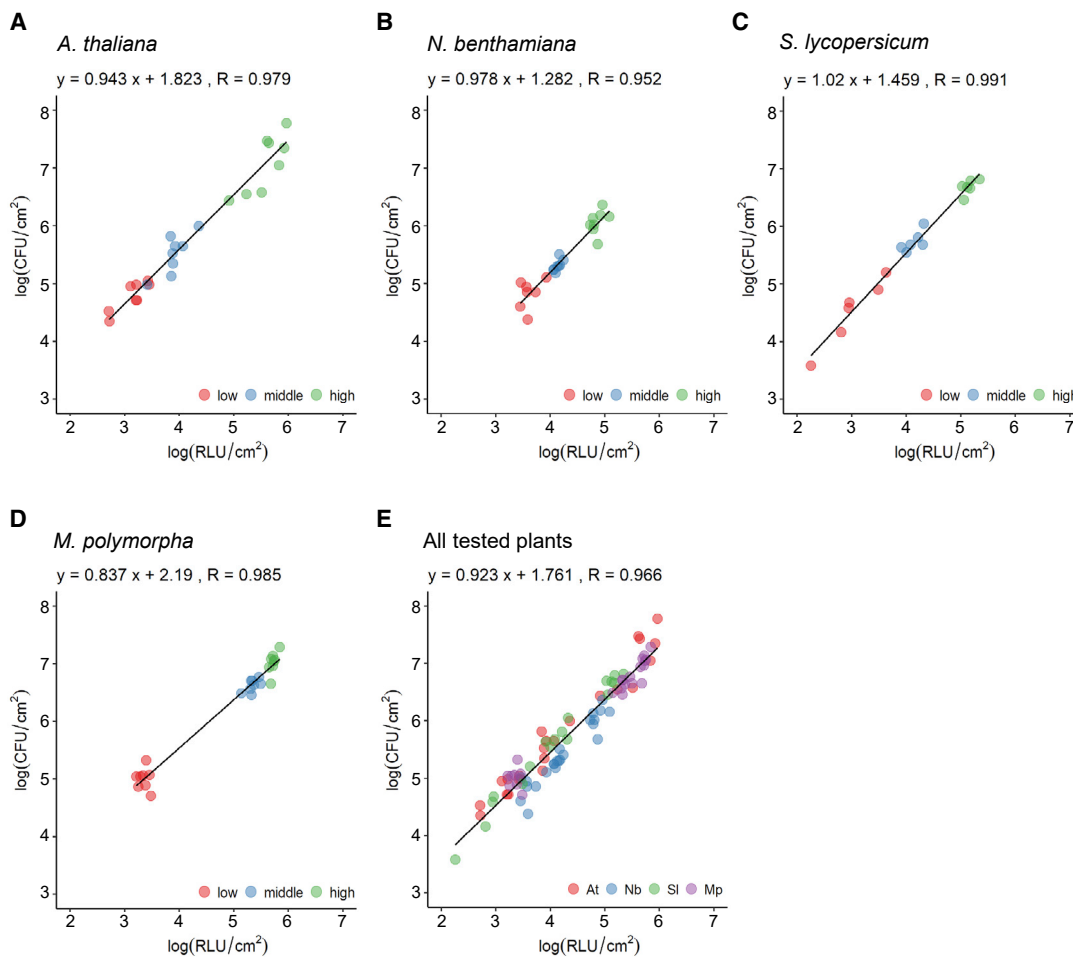 A
A. thaliana
y = 0.943 x + 1.823 , R = 0.979
log(CFU/cm²)
8
7
6
5
4
3
low middle high
2 3 4 5 6 7
log(RLU/cm²)
B
N. benthamiana
y = 0.978 x + 1.282 , R = 0.952
log(CFU/cm²)
8
7
6
5
4
3
low middle high
2 3 4 5 6 7
log(RLU/cm²)
C
S. lycopersicum
y = 1.02 x + 1.459 , R = 0.991
log(CFU/cm²)
8
7
6
5
4
3
low middle high
2 3 4 5 6 7
log(RLU/cm²)
D
M. polymorpha
y = 0.837 x + 2.19 , R = 0.985
log(CFU/cm²)
8
7
6
5
4
3
low middle high
2 3 4 5 6 7
log(RLU/cm²)
E
All tested plants
y = 0.923 x + 1.761 , R = 0.966
log(CFU/cm²)
8
7
6
5
4
3
At Nb Sl Mp
2 3 4 5 6 7
log(RLU/cm²)